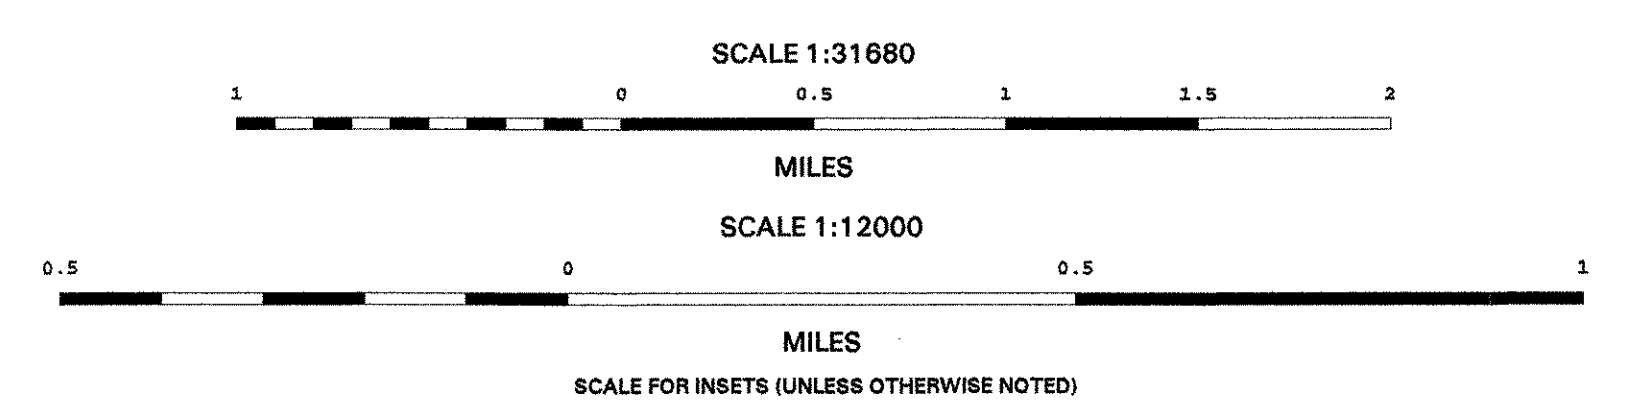 SCALE 1:31680
1 0 0.5 1 1.5 2
MILES
SCALE 1:12000
0.5 0 0.5 1
MILES
SCALE FOR INSETS (UNLESS OTHERWISE NOTED)